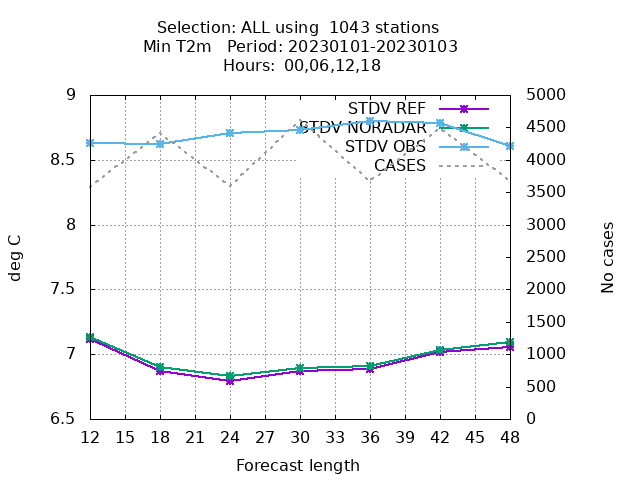 Selection: ALL using  1043 stations
Min T2m   Period: 20230101-20230103
Hours:  00,06,12,18
STDV REF
STDV NORADAR
STDV OBS
CASES
9
8.5
8
7.5
7
6.5
5000
4500
4000
3500
3000
2500
2000
1500
1000
500
0
12 15 18 21 24 27 30 33 36 39 42 45 48
deg C
No cases
Forecast length